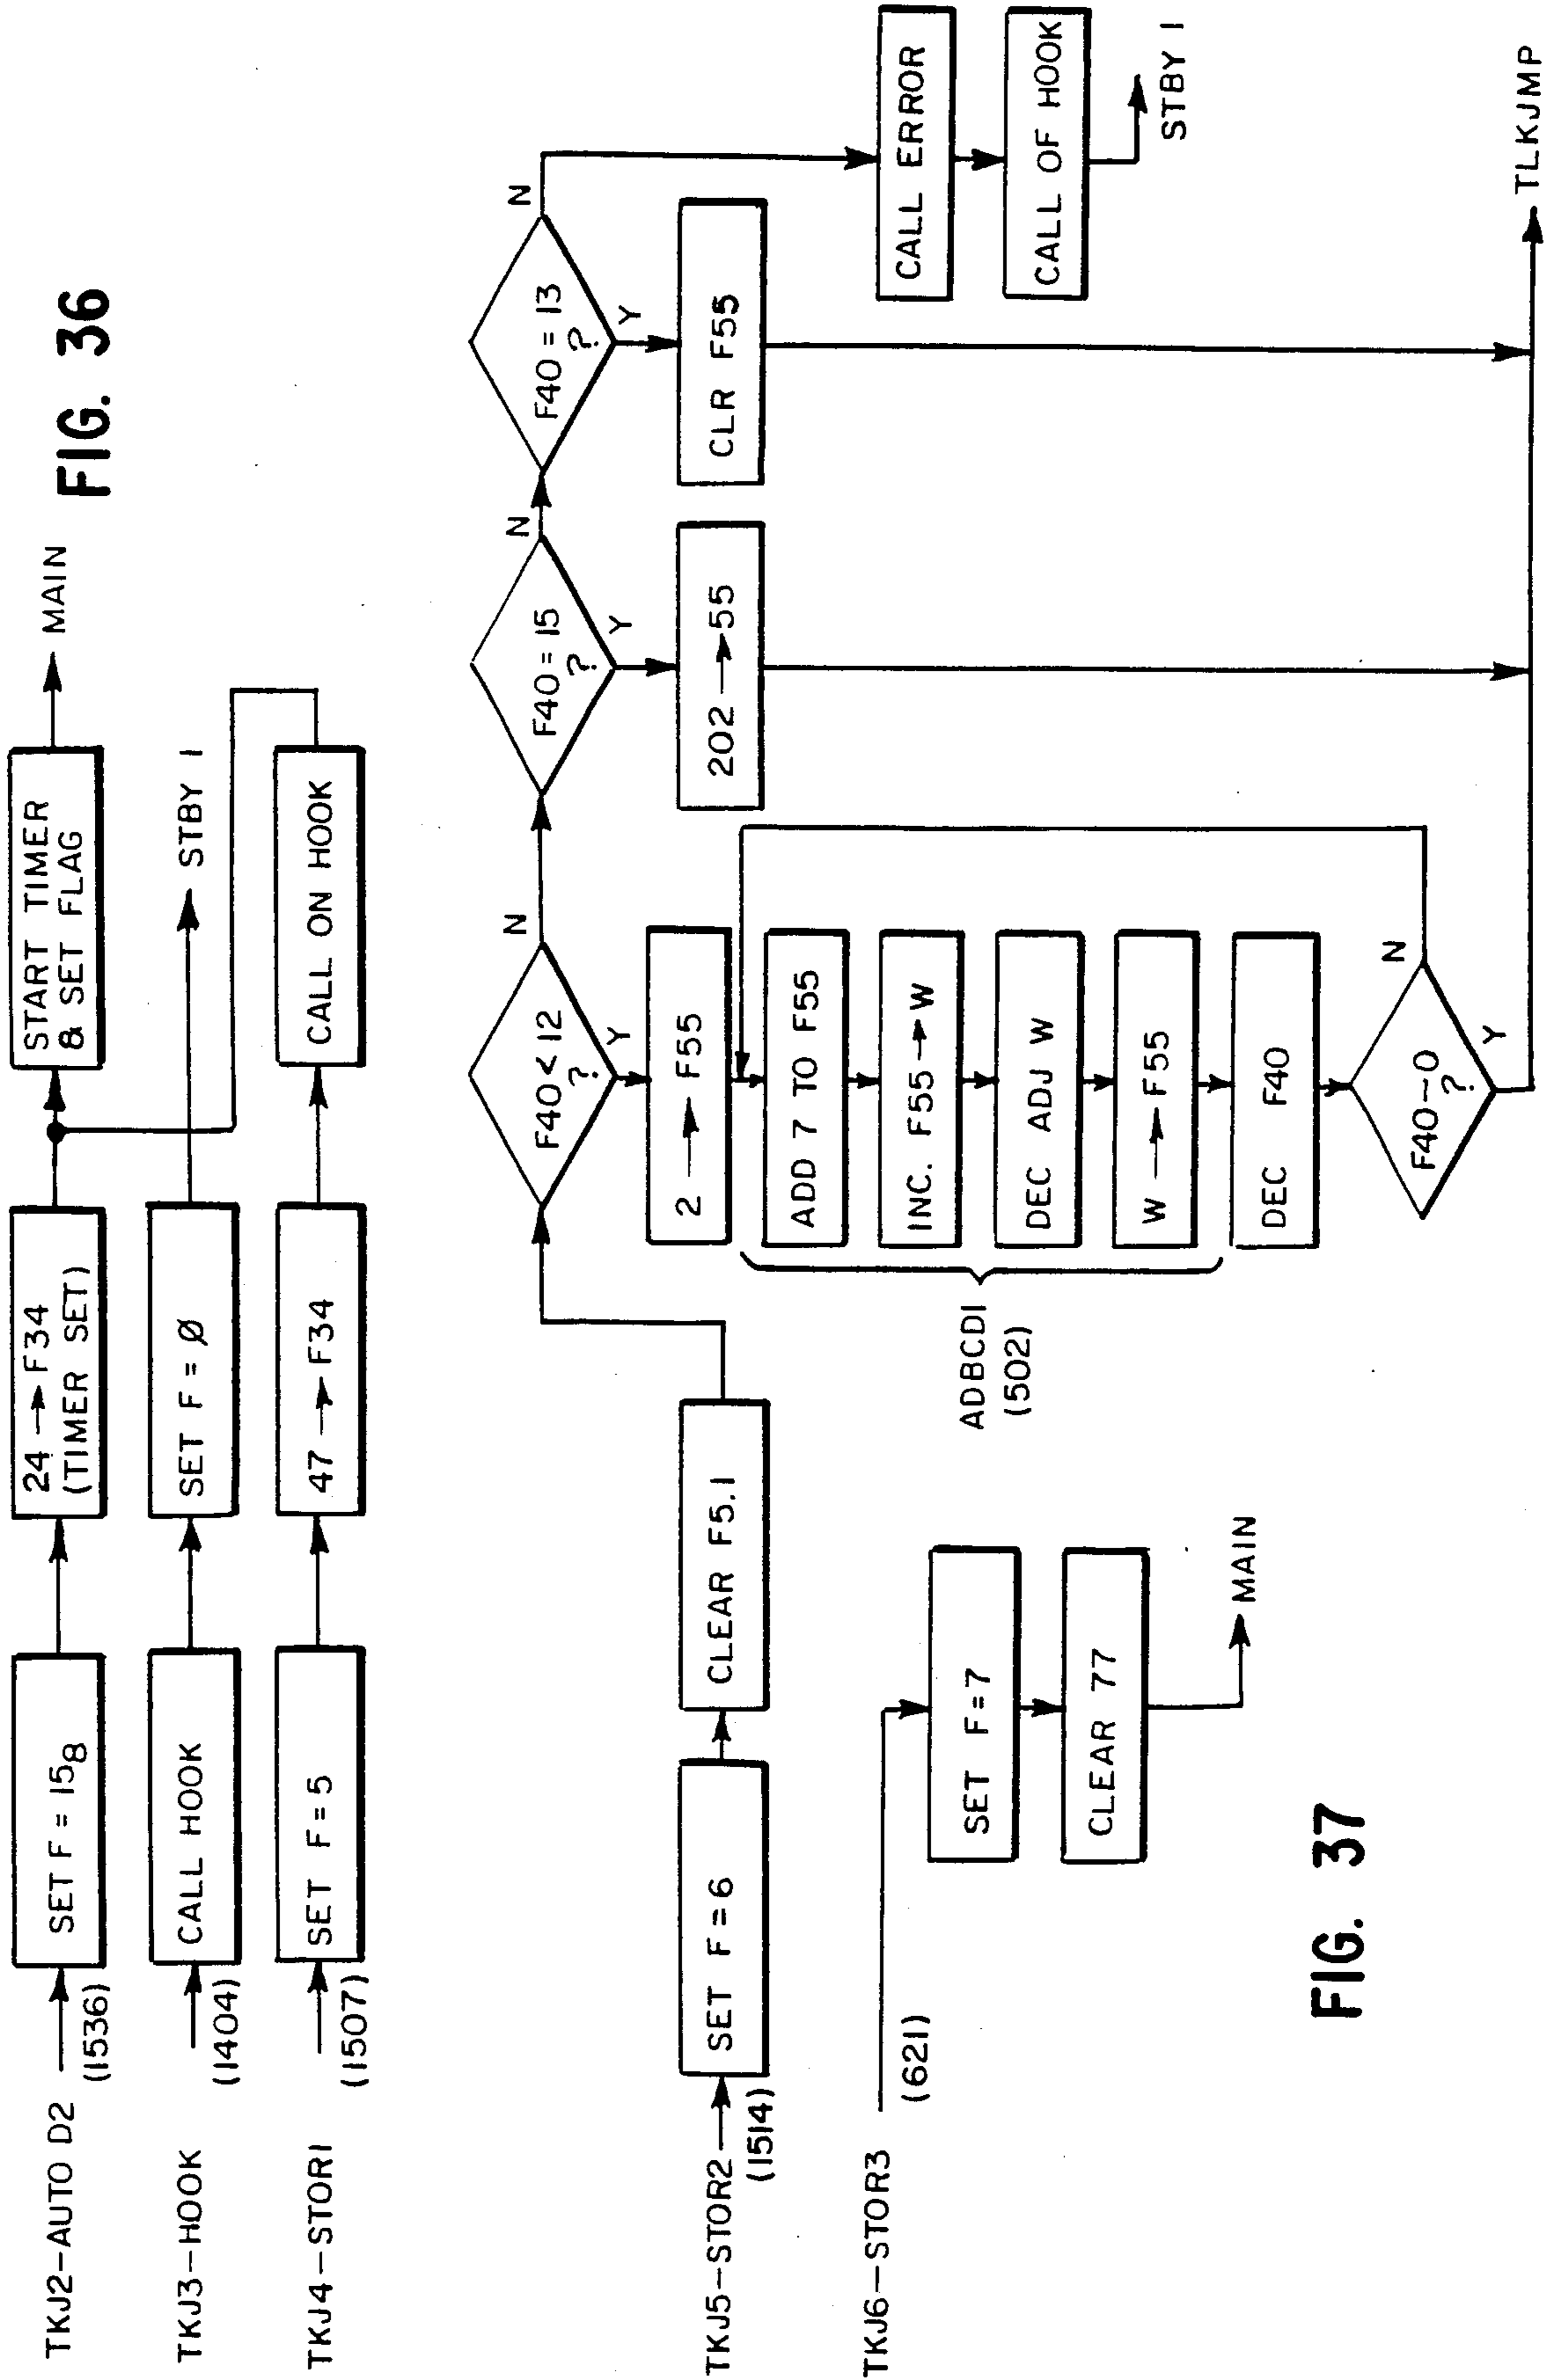 FIG. 36
TKJ2-AUTO D2
(1536)
SET F = 15₈
24 → F34
(TIMER SET)
START TIMER
& SET FLAG
MAIN
TKJ3-HOOK
(1404)
CALL HOOK
SET F = Ø
STBY 1
TKJ4-STOR1
(1507)
SET F = 5
47 → F34
CALL ON HOOK
TKJ5-STOR2
(1514)
SET F = 6
CLEAR F5.1
F40 < 12
?
N
Y
F40 = 15
?
N
Y
F40 = 13
?
N
Y
2 → F55
202 → 55
CLR F55
ADD 7 TO F55
INC. F55 → W
DEC ADJ W
W → F55
DEC F40
F40-0
?
N
Y
ADBCD1
(502)
CALL ERROR
CALL OF HOOK
STBY 1
TLKJMP
TKJ6-STOR3
(621)
SET F=7
CLEAR 77
MAIN
FIG. 37